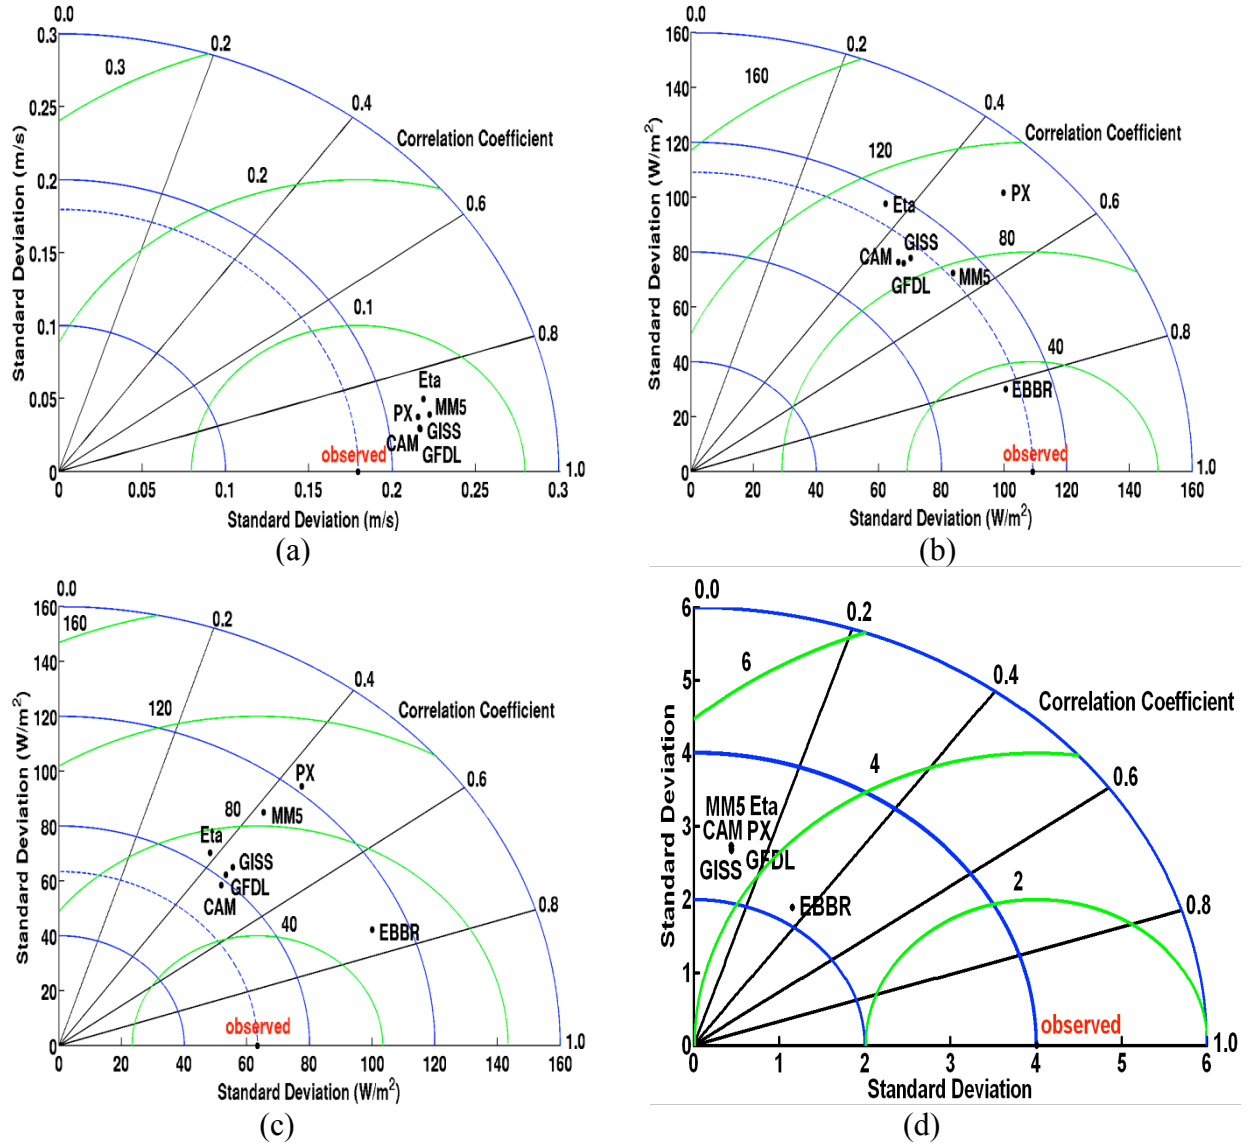 0.0
0.3
0.2
0.3
0.4
0.25
Correlation Coefficient
0.2
0.2
0.6
0.15
0.1
0.1
0.8
Eta
0.05
PX
MM5
CAM
GISS
observed
GFDL
0
1.0
0
0.05
0.1
0.15
0.2
0.25
0.3
Standard Deviation (m/s)
Standard Deviation (m/s)
(a)
0.0
160
0.2
160
140
0.4
120
120
Correlation Coefficient
100
PX
Eta
0.6
80
GISS
80
CAM
GFDL
MM5
60
0.8
40
40
EBBR
20
observed
0
1.0
0
20
40
60
80
100
120
140
160
Standard Deviation (W/m²)
Standard Deviation (W/m²)
(b)
0.0
160
160
0.2
140
0.4
120
120
Correlation Coefficient
100
PX
0.6
80
80
MM5
Eta
GISS
60
GFDL
CAM
0.8
40
40
EBBR
20
observed
0
1.0
0
20
40
60
80
100
120
140
160
Standard Deviation (W/m²)
Standard Deviation (W/m²)
(c)
0.0
6
0.2
6
0.4
5
Correlation Coefficient
4
4
0.6
MM5 Eta
3
CAM PX
GISS GFDL
2
2
EBBR
0.8
1
observed
0
1.0
0
1
2
3
4
5
6
Standard Deviation
Standard Deviation
(d)